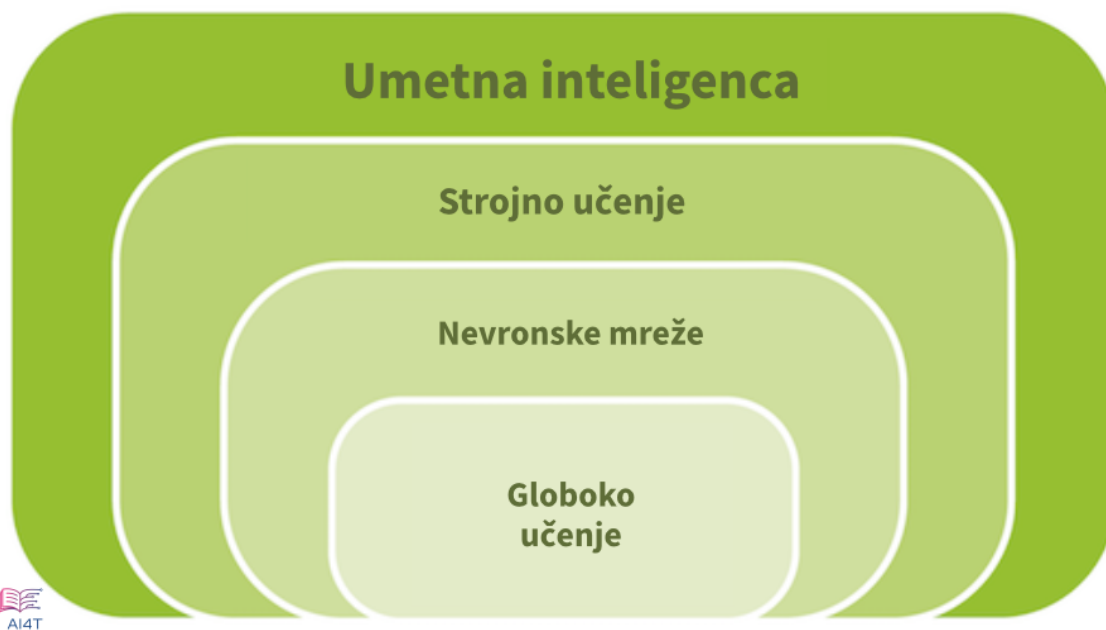 Umetna inteligenca
Strojno učenje
Nevronske mreže
Globoko
učenje
AI4T